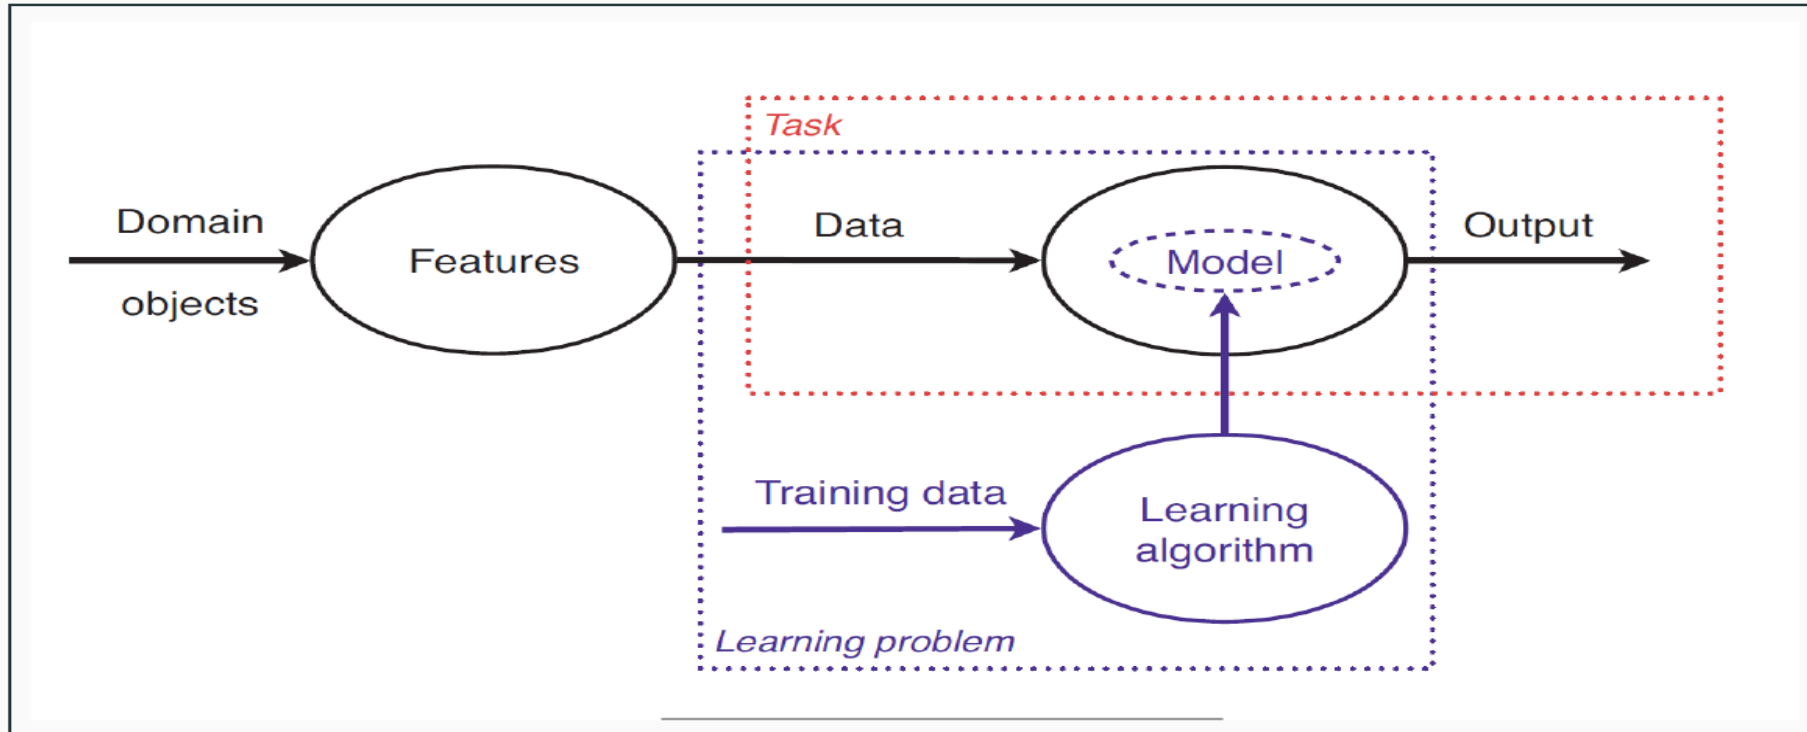 Task
Domain
objects
Features
Data
Model
Output
Training data
Learning
algorithm
Learning problem